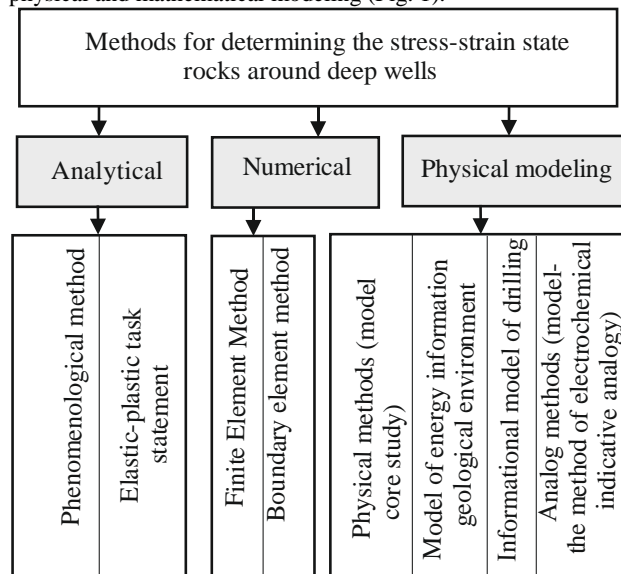 physical and mathematical modeling (Fig. 1).
Methods for determining the stress-strain state
rocks around deep wells
Analytical
Numerical
Physical modeling
Phenomenological method
Elastic-plastic task
statement
Finite Element Method
Boundary element method
Physical methods (model
core study)
Model of energy information
geological environment
Informational model of drilling
Analog methods (model-
the method of electrochemical
indicative analogy)